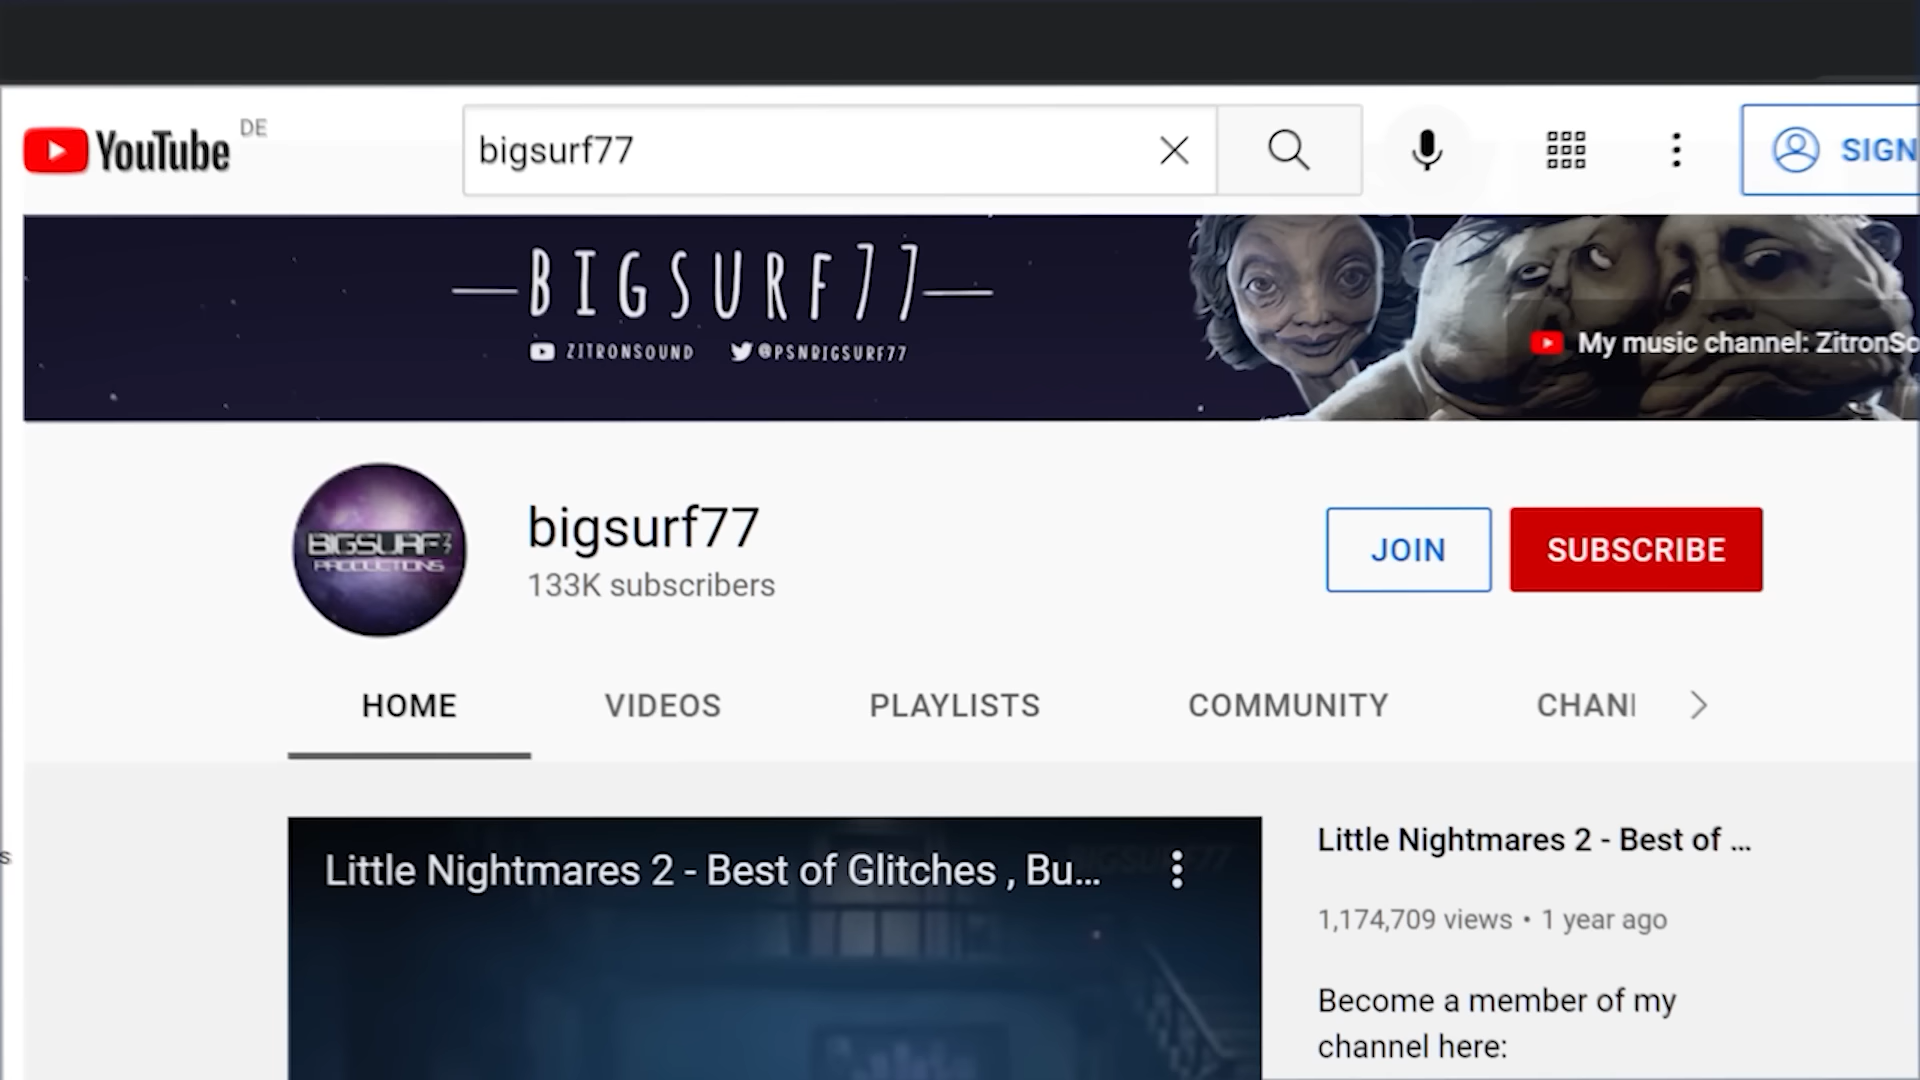 YouTube DE
bigsurf77
SIGN
BIGSURF77
ZITRONSOUND @PSNBIGSURF77
My music channel: ZitronSo
BIGSURF77
PRODUCTIONS
bigsurf77
133K subscribers
JOIN
SUBSCRIBE
HOME
VIDEOS
PLAYLISTS
COMMUNITY
CHAN
Little Nightmares 2 - Best of Glitches , Bu...
Little Nightmares 2 - Best of ...
1,174,709 views • 1 year ago
Become a member of my
channel here:
s